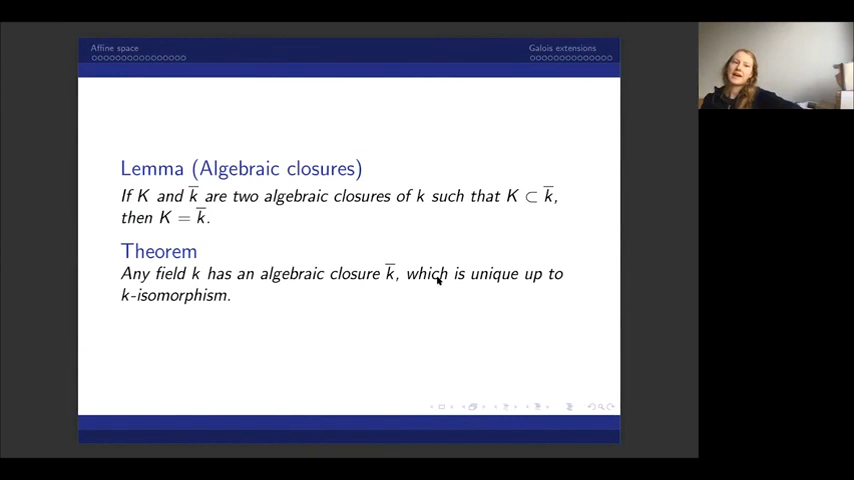 Affine space
Galois extensions
Lemma (Algebraic closures)
If K and k̅ are two algebraic closures of k such that K ⊂ k̅,
then K = k̅.
Theorem
Any field k has an algebraic closure k̅, which is unique up to
k-isomorphism.